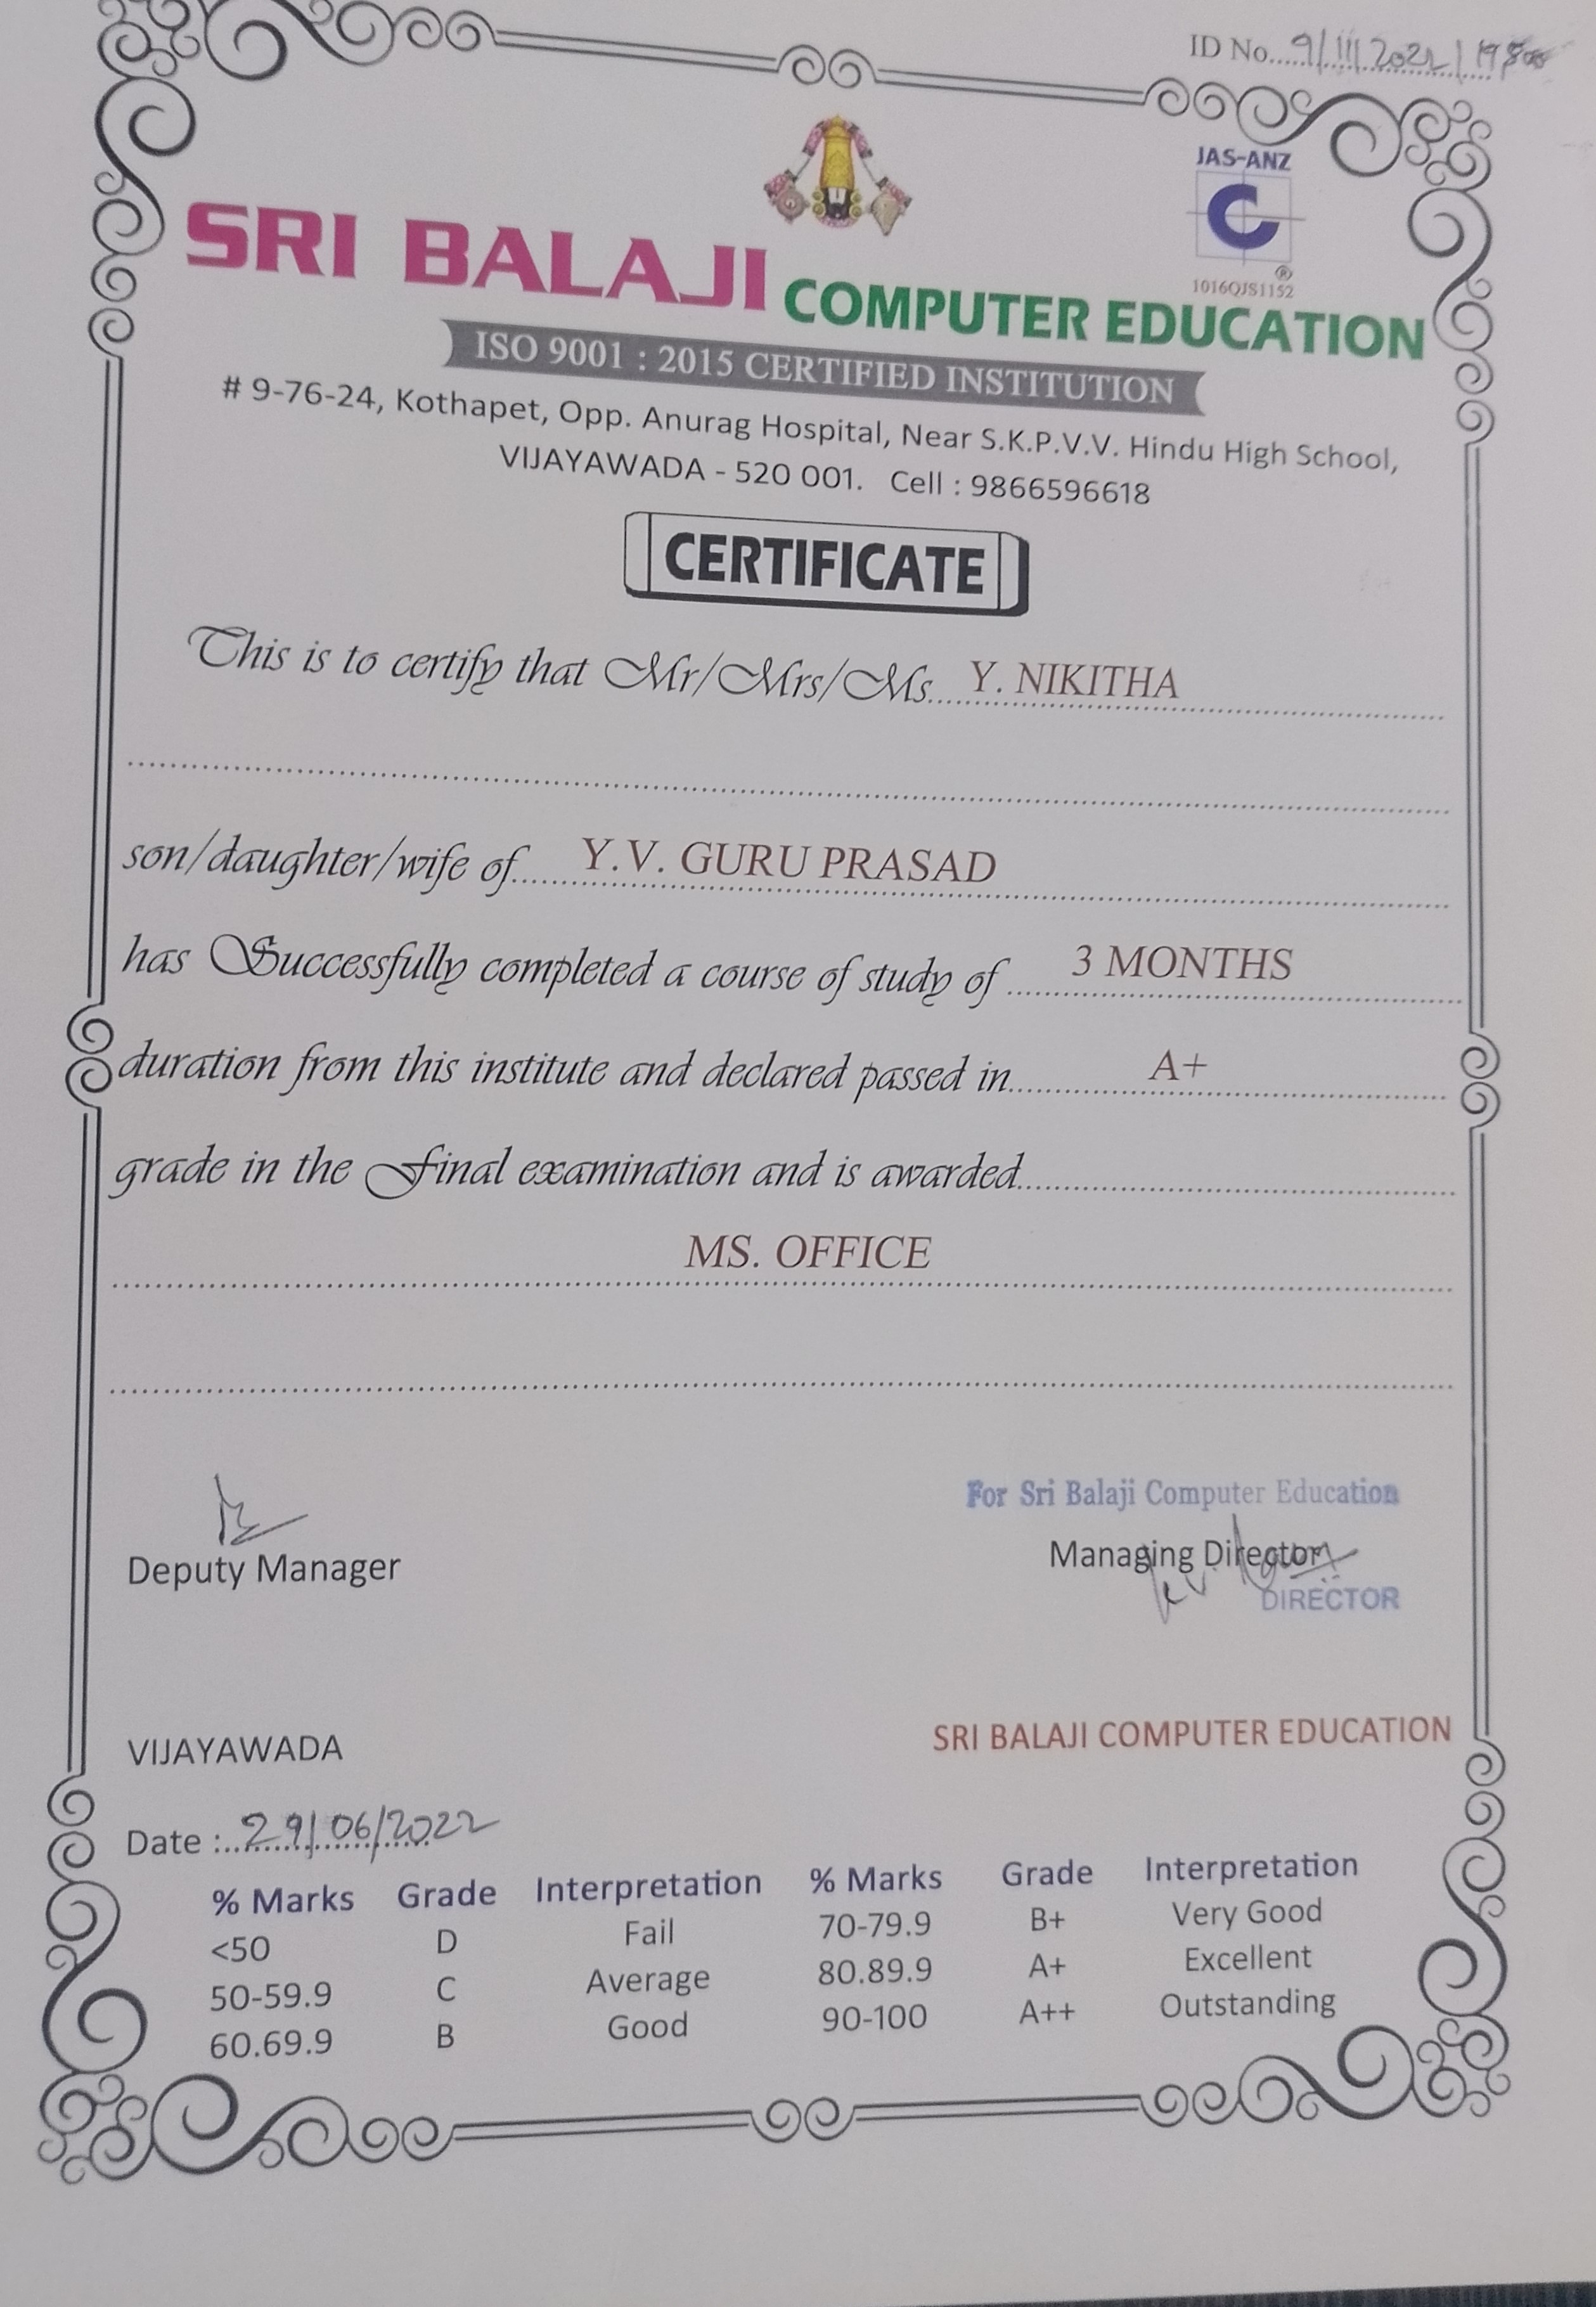 ID No. 9/III/2022/
JAS-ANZ
C
®
1016QJS1152
SRI BALAJI COMPUTER EDUCATION
ISO 9001 : 2015 CERTIFIED INSTITUTION
# 9-76-24, Kothapet, Opp. Anurag Hospital, Near S.K.P.V.V. Hindu High School,
VIJAYAWADA - 520 001. Cell : 9866596618
CERTIFICATE
This is to certify that Mr/Mrs/Ms. Y. NIKITHA
son/daughter/wife of Y.V. GURU PRASAD
has Successfully completed a course of study of 3 MONTHS
duration from this institute and declared passed in A+
grade in the Final examination and is awarded
MS. OFFICE
For Sri Balaji Computer Education
Deputy Manager Managing Director
DIRECTOR
VIJAYAWADA SRI BALAJI COMPUTER EDUCATION
Date : 29/06/2022
% Marks Grade Interpretation % Marks Grade Interpretation
<50 D Fail 70-79.9 B+ Very Good
50-59.9 C Average 80.89.9 A+ Excellent
60.69.9 B Good 90-100 A++ Outstanding